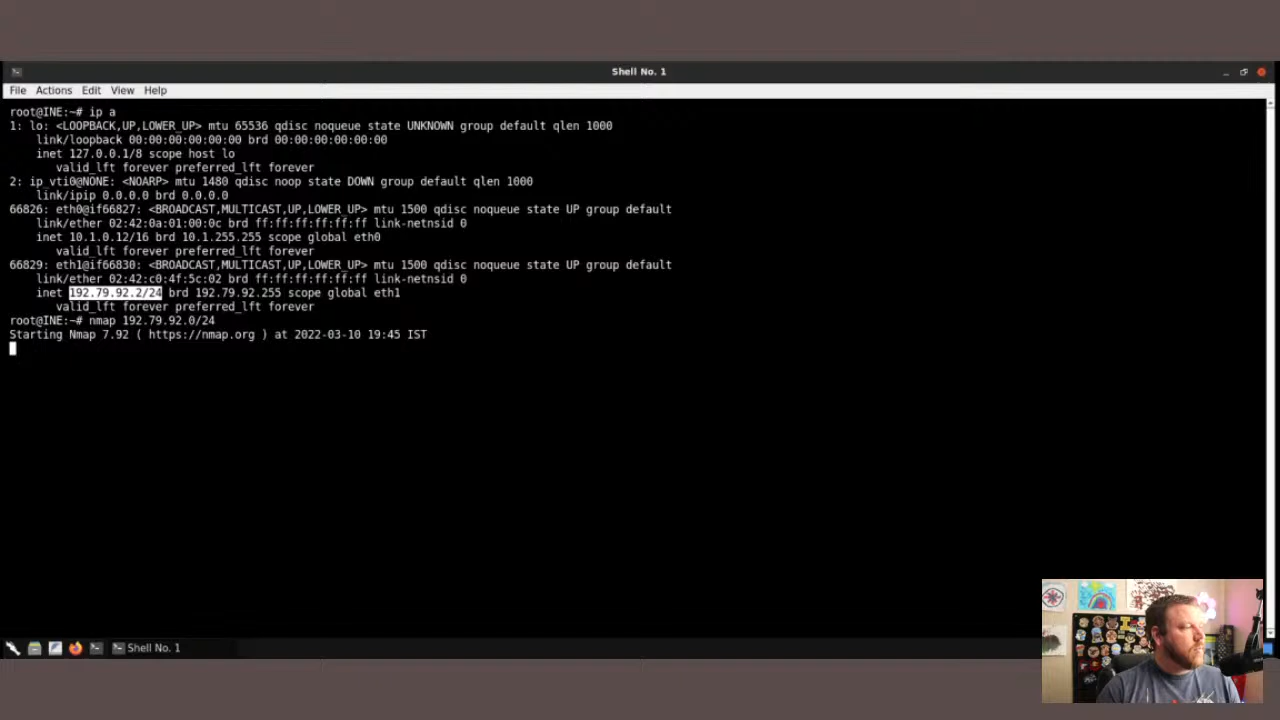 Shell No. 1
File Actions Edit View Help
root@INE:~# ip a
1: lo: <LOOPBACK,UP,LOWER_UP> mtu 65536 qdisc noqueue state UNKNOWN group default qlen 1000
    link/loopback 00:00:00:00:00:00 brd 00:00:00:00:00:00
    inet 127.0.0.1/8 scope host lo
       valid_lft forever preferred_lft forever
2: ip_vti0@NONE: <NOARP> mtu 1480 qdisc noop state DOWN group default qlen 1000
    link/ipip 0.0.0.0 brd 0.0.0.0
66826: eth0@if66827: <BROADCAST,MULTICAST,UP,LOWER_UP> mtu 1500 qdisc noqueue state UP group default
    link/ether 02:42:0a:01:00:0c brd ff:ff:ff:ff:ff:ff link-netnsid 0
    inet 10.1.0.12/16 brd 10.1.255.255 scope global eth0
       valid_lft forever preferred_lft forever
66829: eth1@if66830: <BROADCAST,MULTICAST,UP,LOWER_UP> mtu 1500 qdisc noqueue state UP group default
    link/ether 02:42:c0:4f:5c:02 brd ff:ff:ff:ff:ff:ff link-netnsid 0
    inet 192.79.92.2/24 brd 192.79.92.255 scope global eth1
       valid_lft forever preferred_lft forever
root@INE:~# nmap 192.79.92.0/24
Starting Nmap 7.92 ( https://nmap.org ) at 2022-03-10 19:45 IST
Shell No. 1